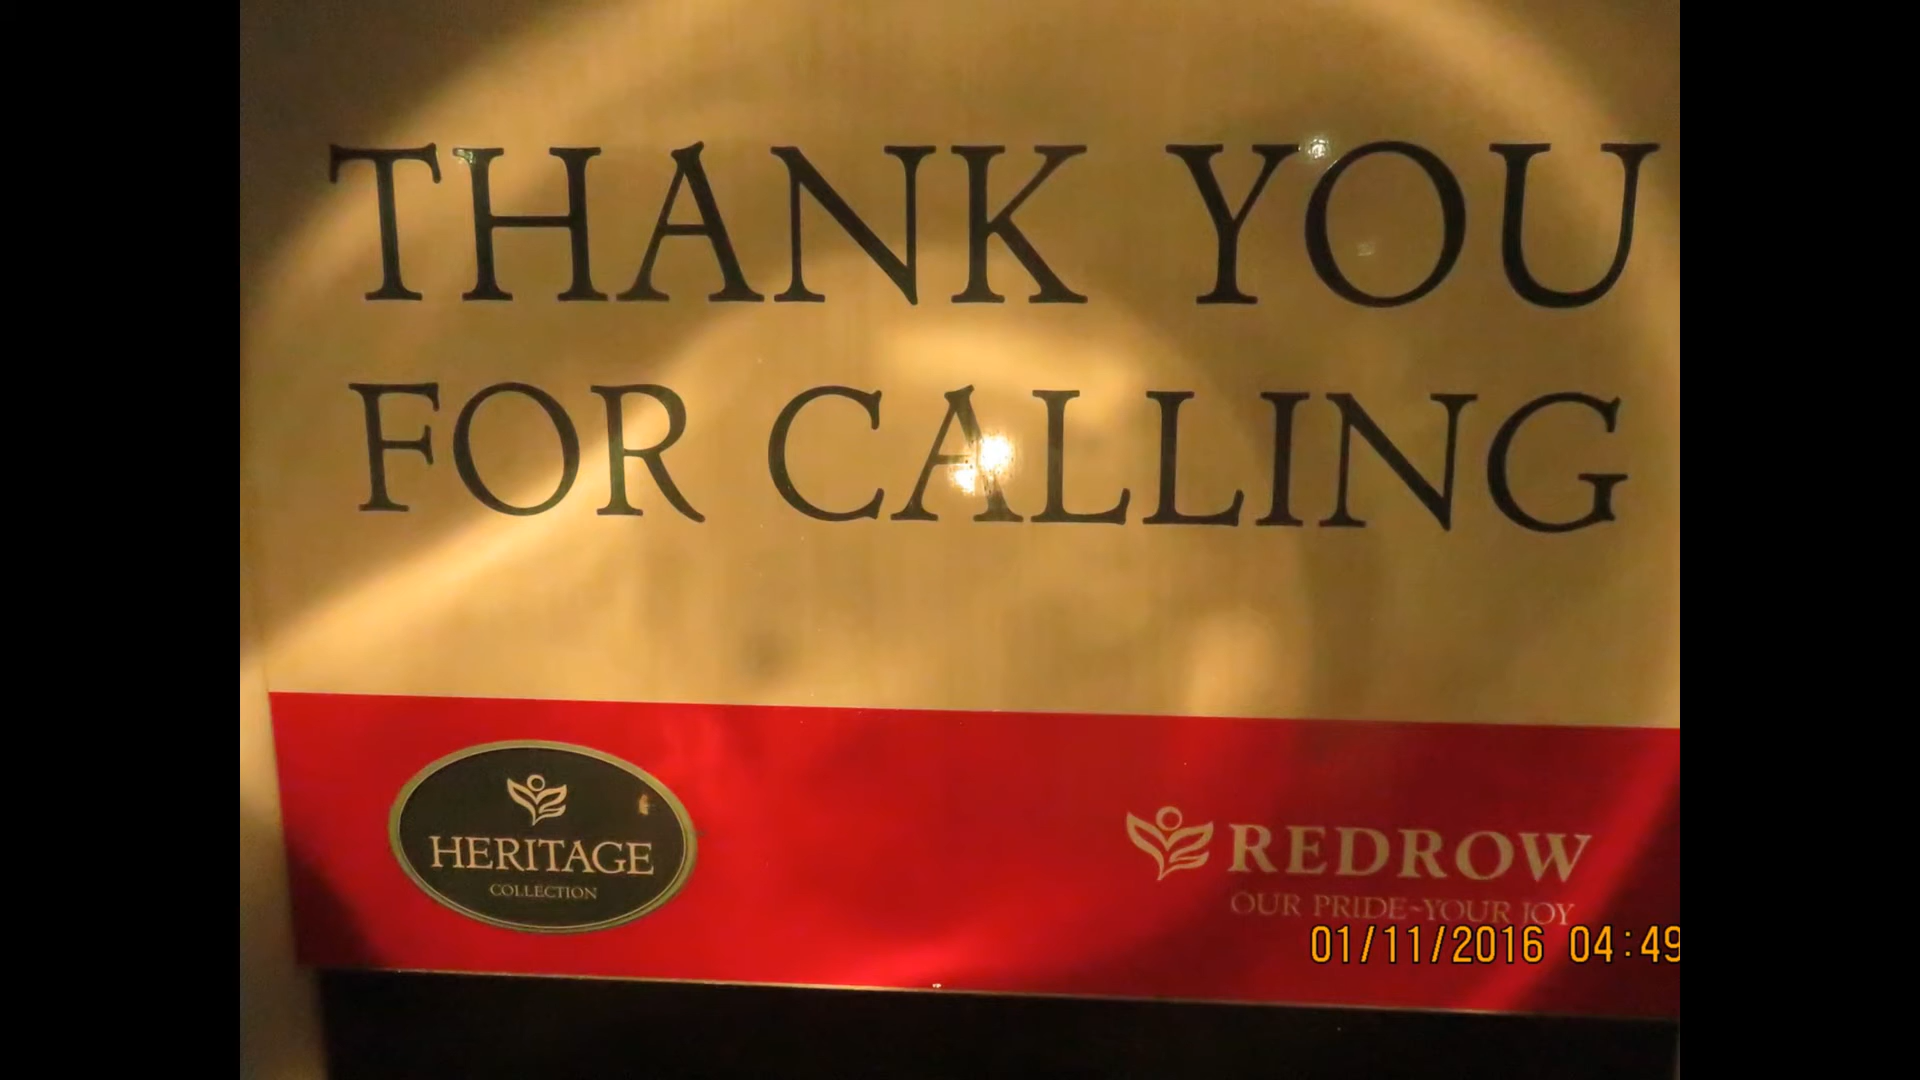 THANK YOU
FOR CALLING
HERITAGE
COLLECTION
REDROW
OUR PRIDE~YOUR JOY
01/11/2016 04:49